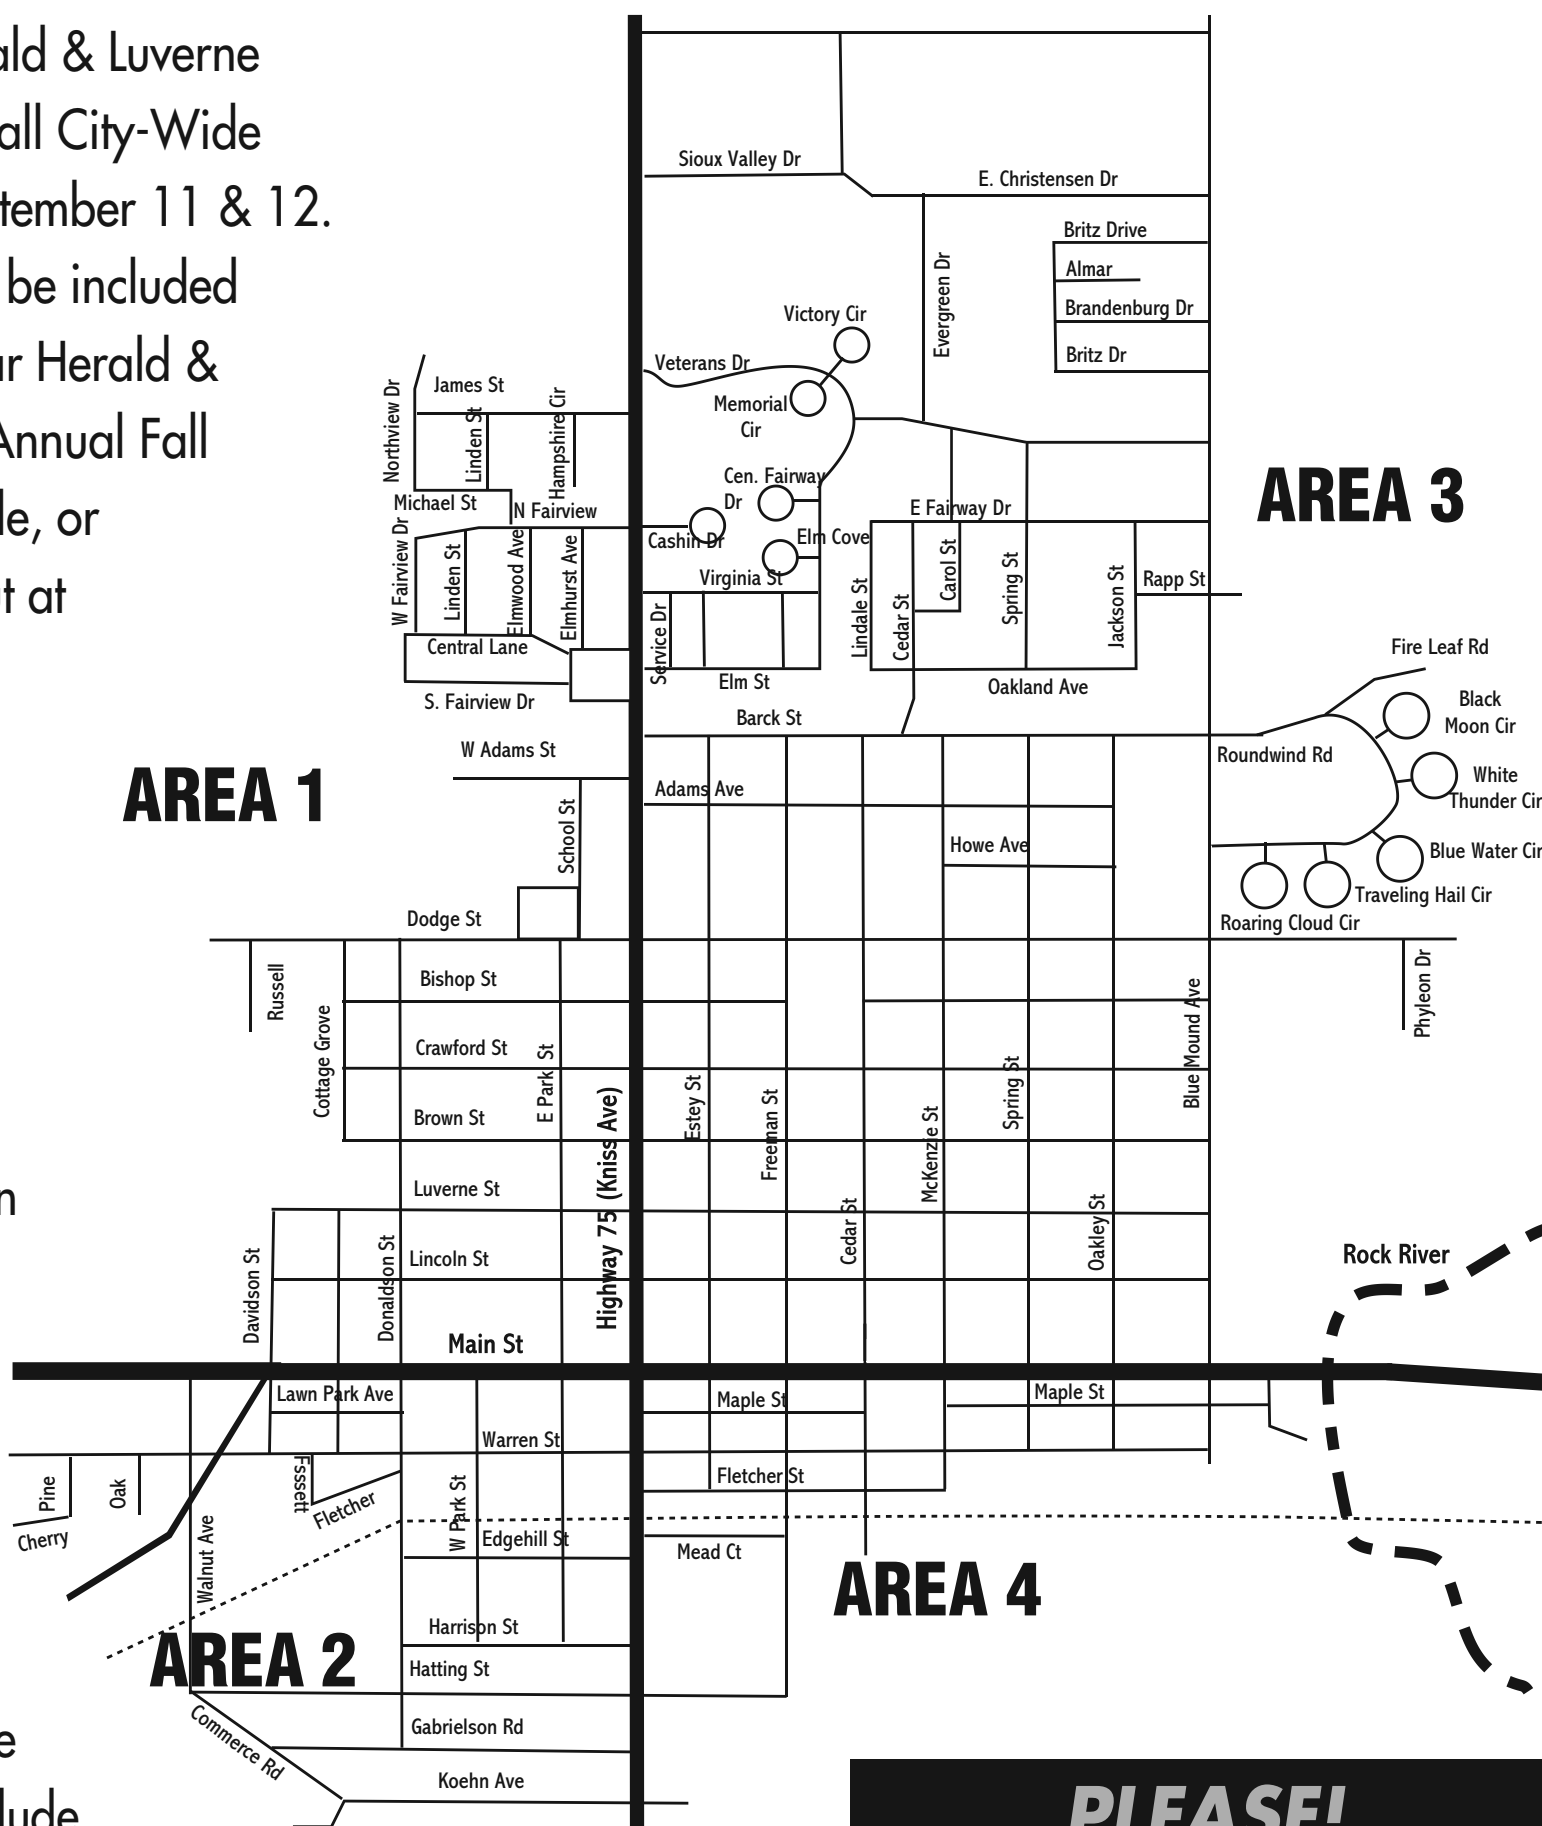 ald & Luverne
all City-Wide
tember 11 & 12.
be included
ur Herald &
Annual Fall
le, or
ut at
n
e
lude
Sioux Valley Dr
E. Christensen Dr
Britz Drive
Almar
Brandenburg Dr
Britz Dr
Evergreen Dr
Victory Cir
Veterans Dr
Memorial
Cir
James St
Northview Dr
Linden St
Hampshire Cir
Michael St
N Fairview
Cen. Fairway
Dr
E Fairway Dr
AREA 3
Cashin Dr
Elm Cove
Virginia St
W Fairview Dr
Linden St
Elmwood Ave
Elmhurst Ave
Service Dr
Lindale St
Cedar St
Carol St
Spring St
Jackson St
Rapp St
Central Lane
Elm St
Oakland Ave
Fire Leaf Rd
S. Fairview Dr
Barck St
Black
Moon Cir
W Adams St
Roundwind Rd
AREA 1
Adams Ave
White
Thunder Cir
School St
Howe Ave
Blue Water Cir
Traveling Hail Cir
Roaring Cloud Cir
Dodge St
Russell
Bishop St
Cottage Grove
Crawford St
E Park St
Brown St
Highway 75 (Kniss Ave)
Estey St
Freeman St
Cedar St
McKenzie St
Spring St
Oakley St
Blue Mound Ave
Phyleon Dr
Luverne St
Davidson St
Donaldson St
Lincoln St
Rock River
Main St
Lawn Park Ave
Maple St
Maple St
Warren St
Fletcher St
Pine
Oak
Cherry
Fsssett
Fletcher
Walnut Ave
W Park St
Edgehill St
Mead Ct
AREA 4
Harrison St
AREA 2
Hatting St
Commerce Rd
Gabrielson Rd
Koehn Ave
PLEASE!